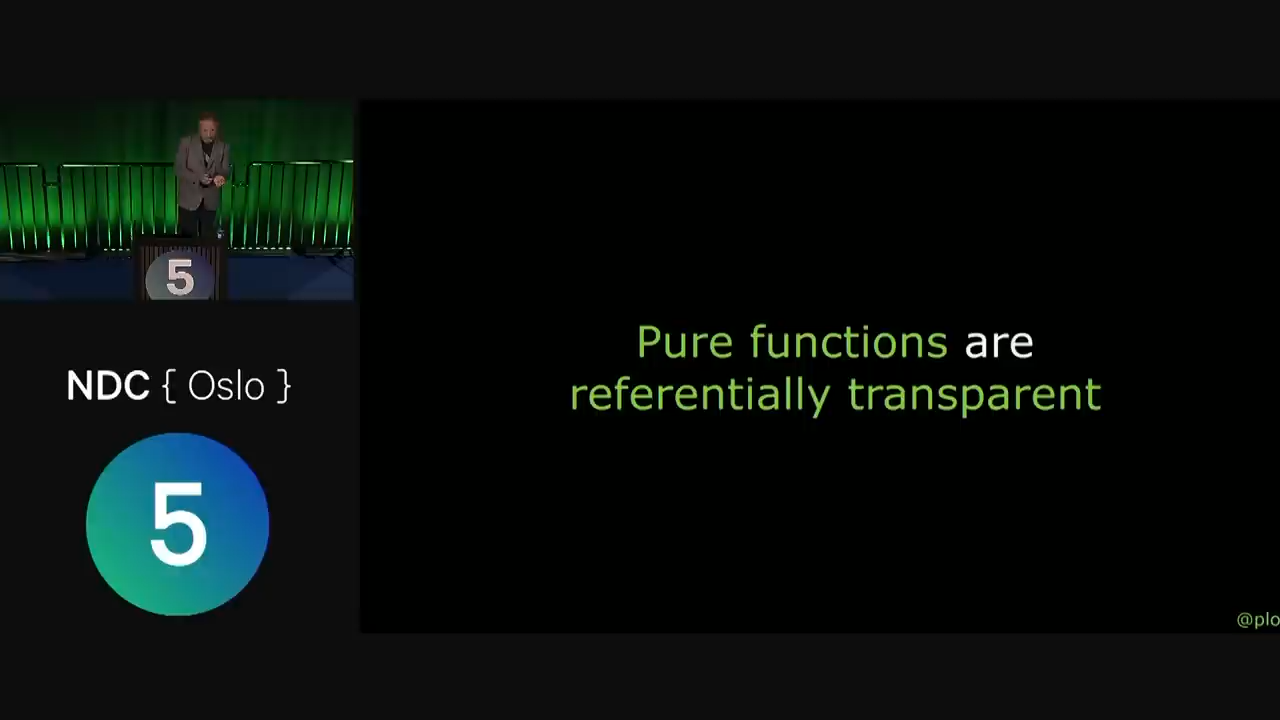 5
NDC { Oslo }
5
Pure functions are
referentially transparent
@plo